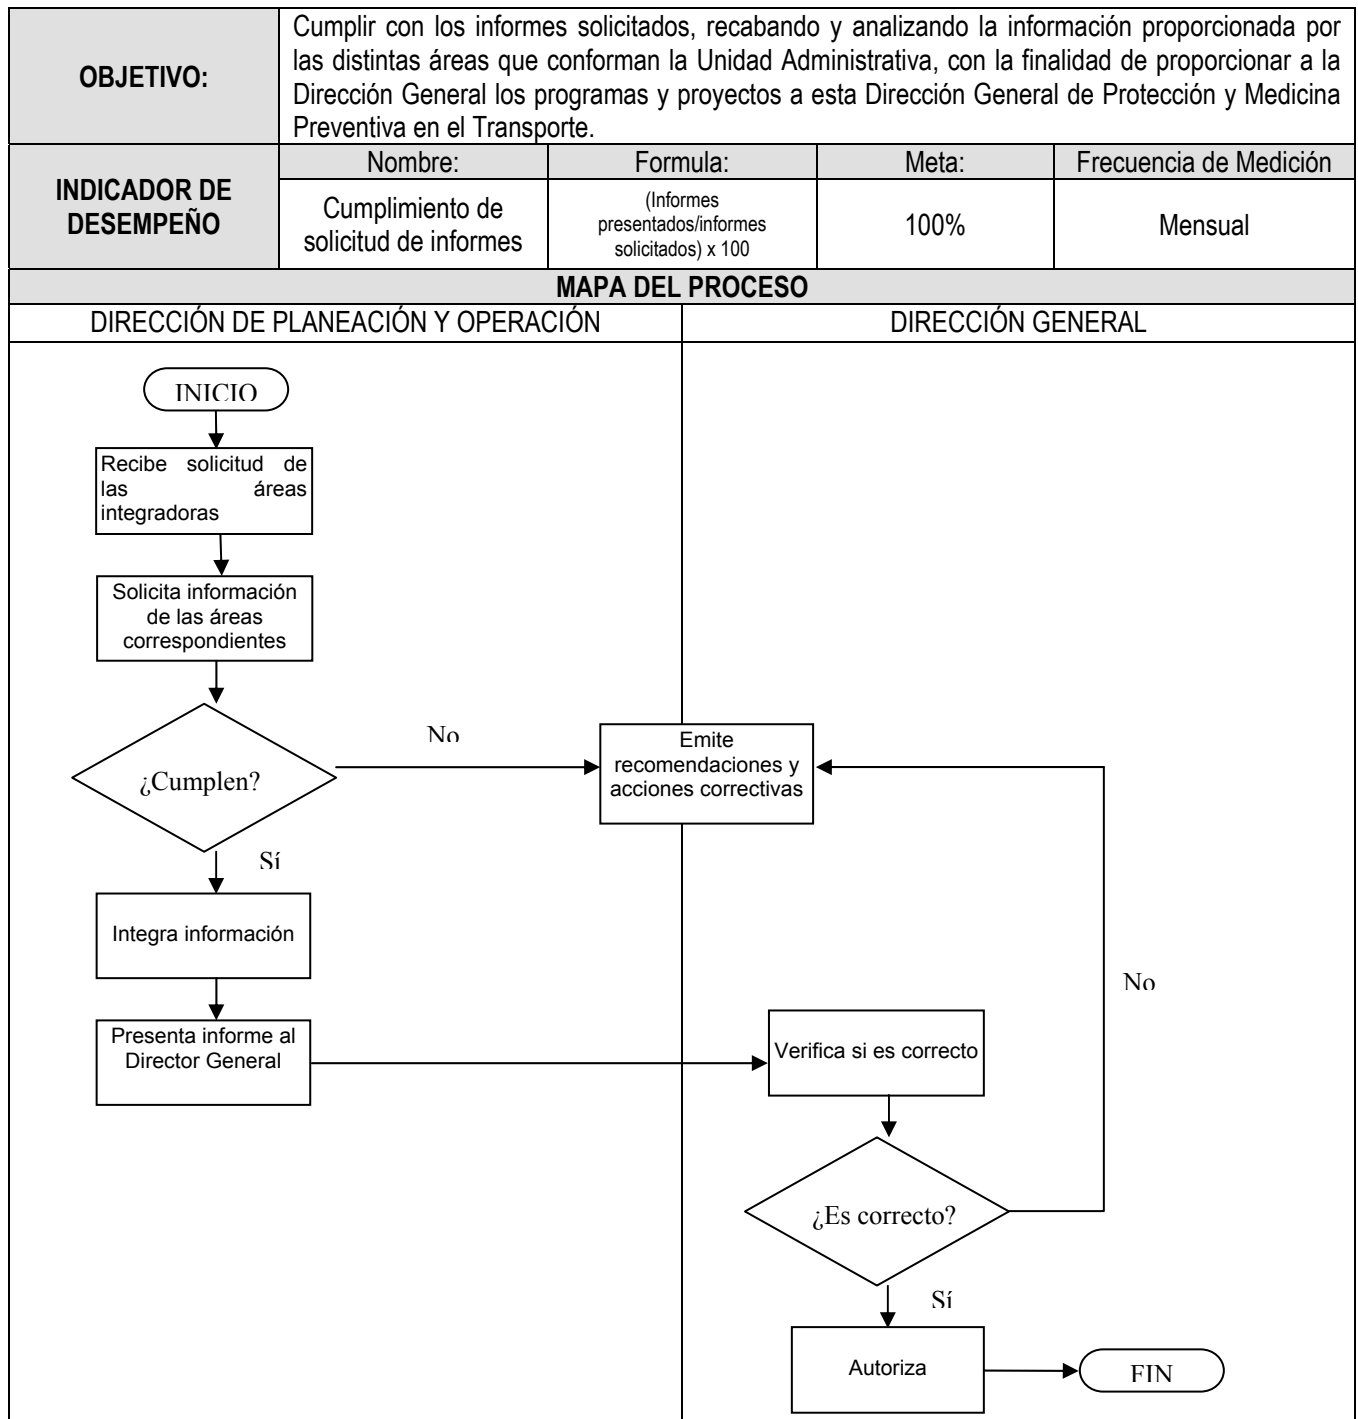 OBJETIVO:
Cumplir con los informes solicitados, recabando y analizando la información proporcionada por
las distintas áreas que conforman la Unidad Administrativa, con la finalidad de proporcionar a la
Dirección General los programas y proyectos a esta Dirección General de Protección y Medicina
Preventiva en el Transporte.
INDICADOR DE
DESEMPEÑO
Nombre:
Formula:
Meta:
Frecuencia de Medición
Cumplimiento de
solicitud de informes
(Informes
presentados/informes
solicitados) x 100
100%
Mensual
MAPA DEL PROCESO
DIRECCIÓN DE PLANEACIÓN Y OPERACIÓN
DIRECCIÓN GENERAL
INICIO
Recibe solicitud de
las áreas
integradoras
Solicita información
de las áreas
correspondientes
¿Cumplen?
No
Emite
recomendaciones y
acciones correctivas
Sí
Integra información
Presenta informe al
Director General
Verifica si es correcto
No
¿Es correcto?
Sí
Autoriza
FIN